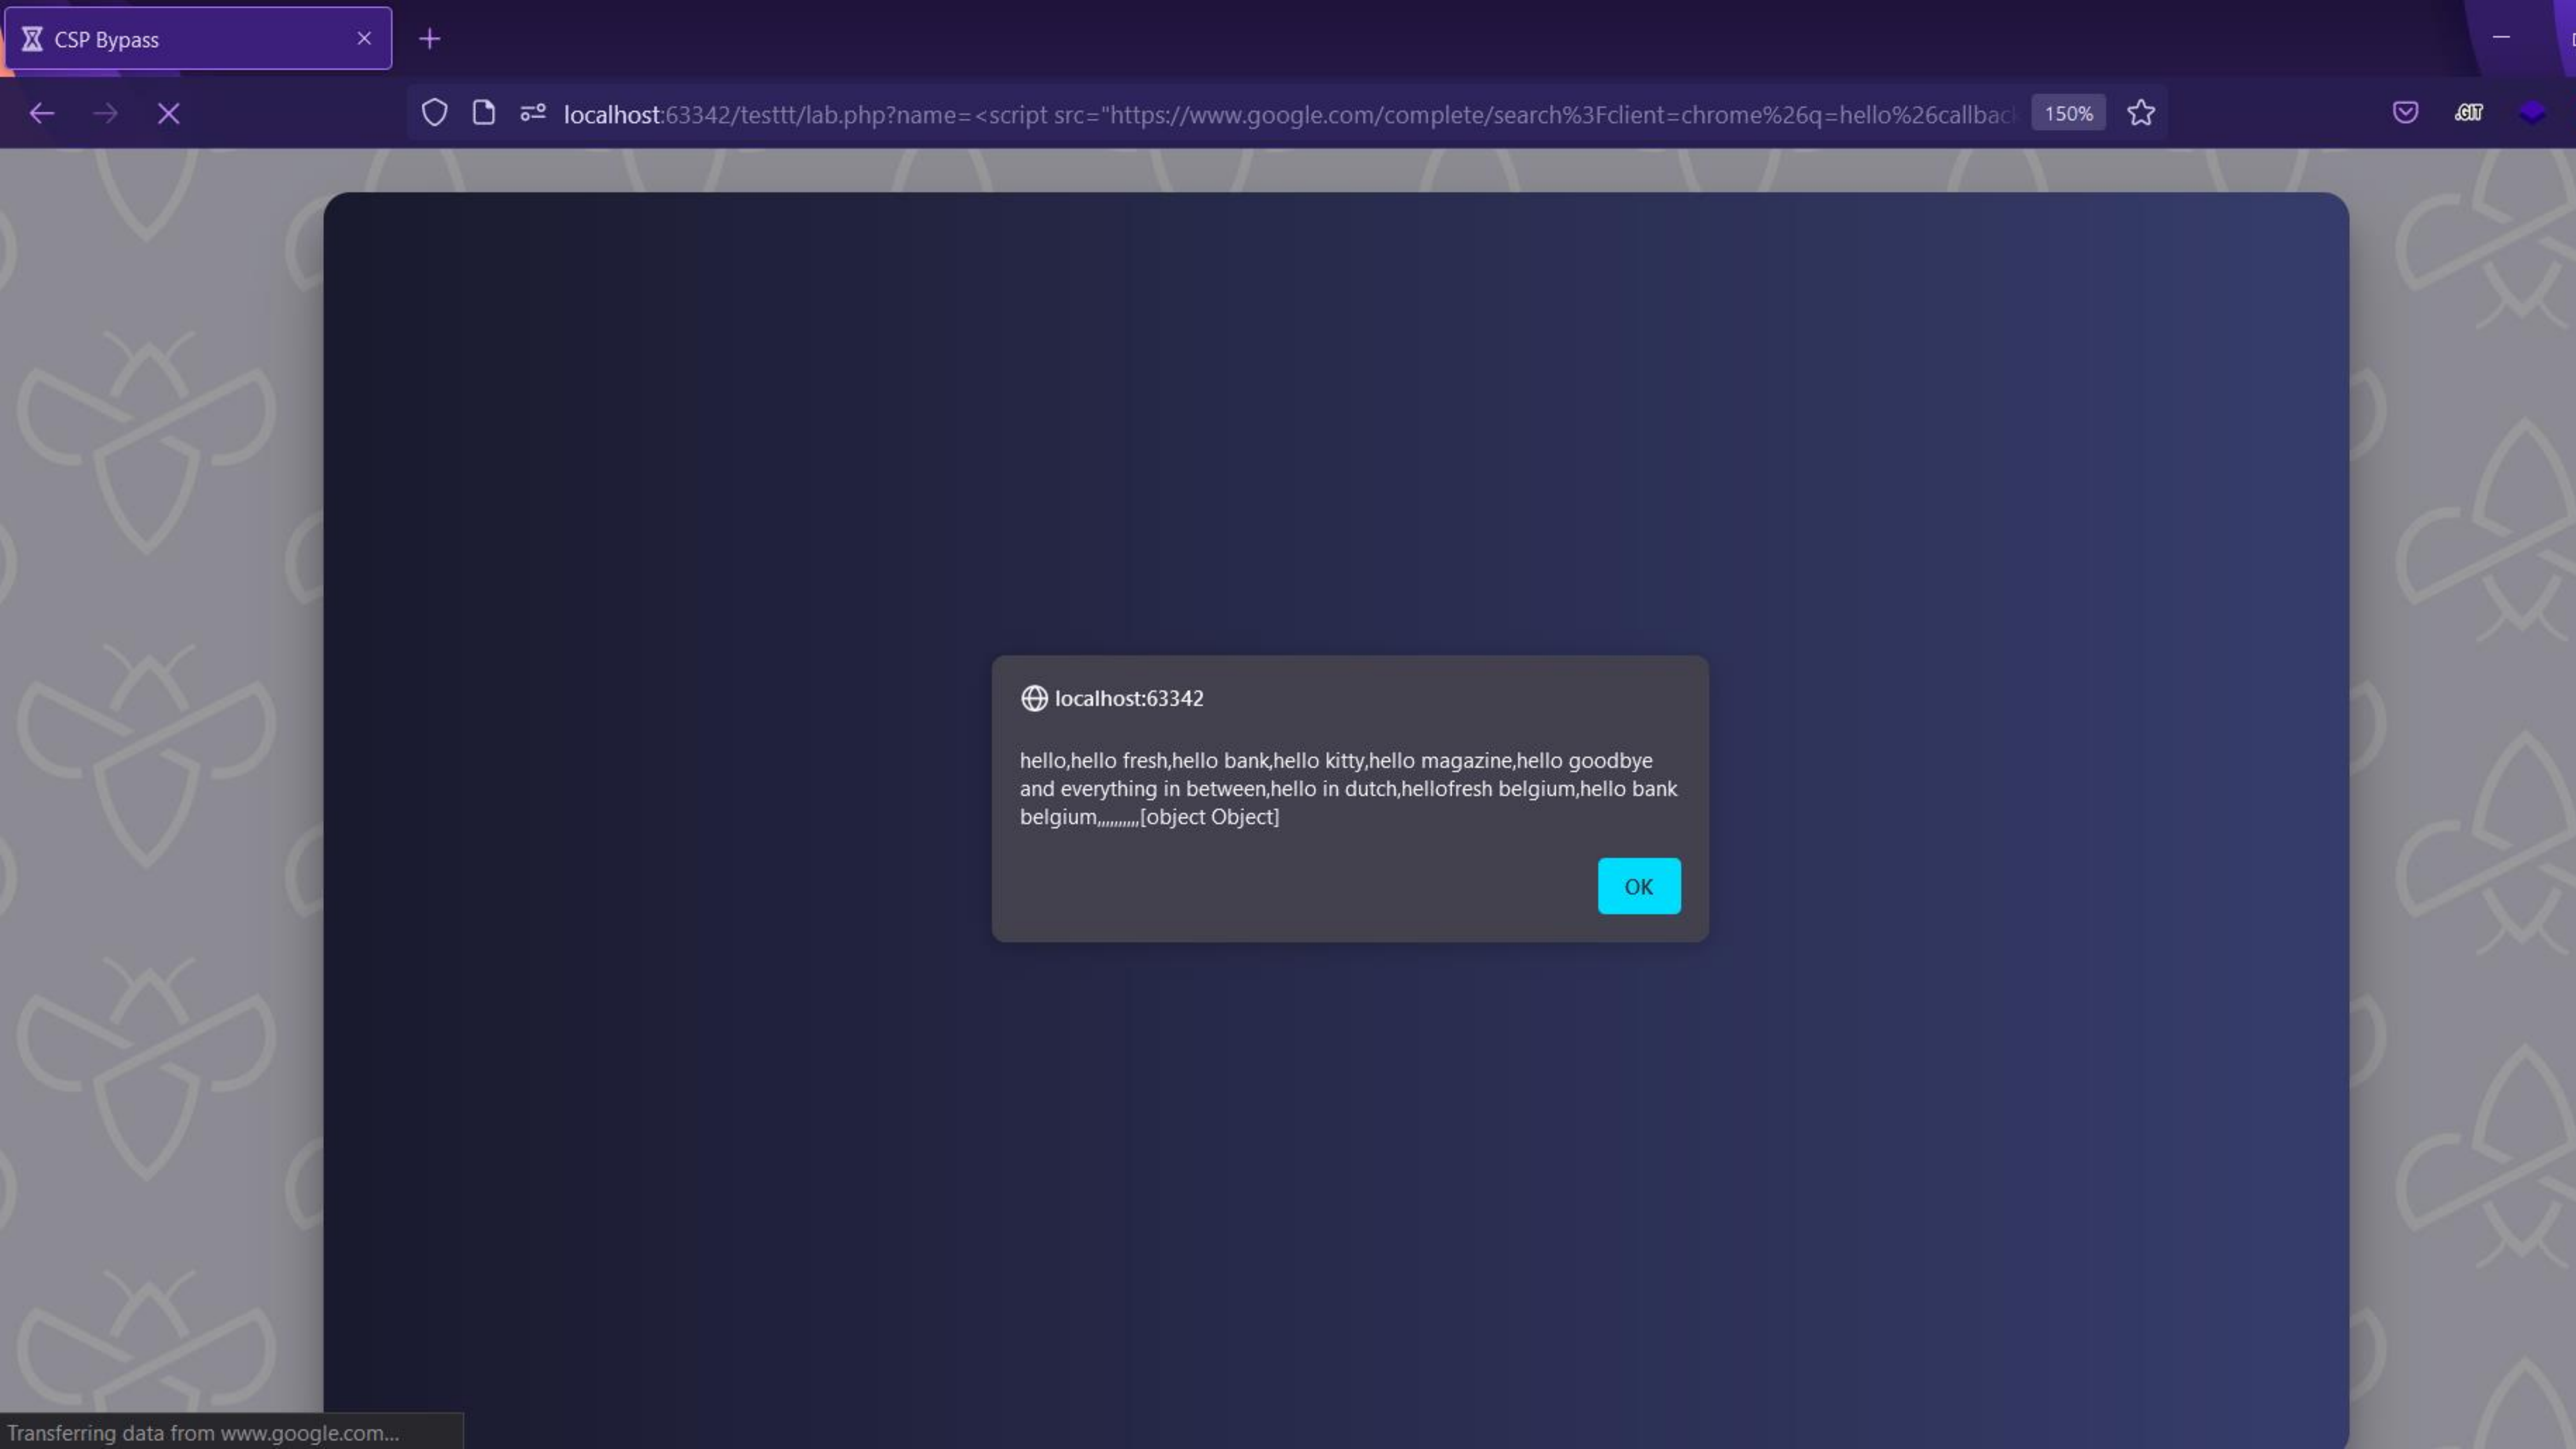 CSP Bypass
localhost:63342/testtt/lab.php?name=<script src="https://www.google.com/complete/search%3Fclient=chrome%26q=hello%26callbac
150%
.GIT
localhost:63342
hello,hello fresh,hello bank,hello kitty,hello magazine,hello goodbye
and everything in between,hello in dutch,hellofresh belgium,hello bank
belgium,,,,,,,,,,[object Object]
OK
Transferring data from www.google.com...